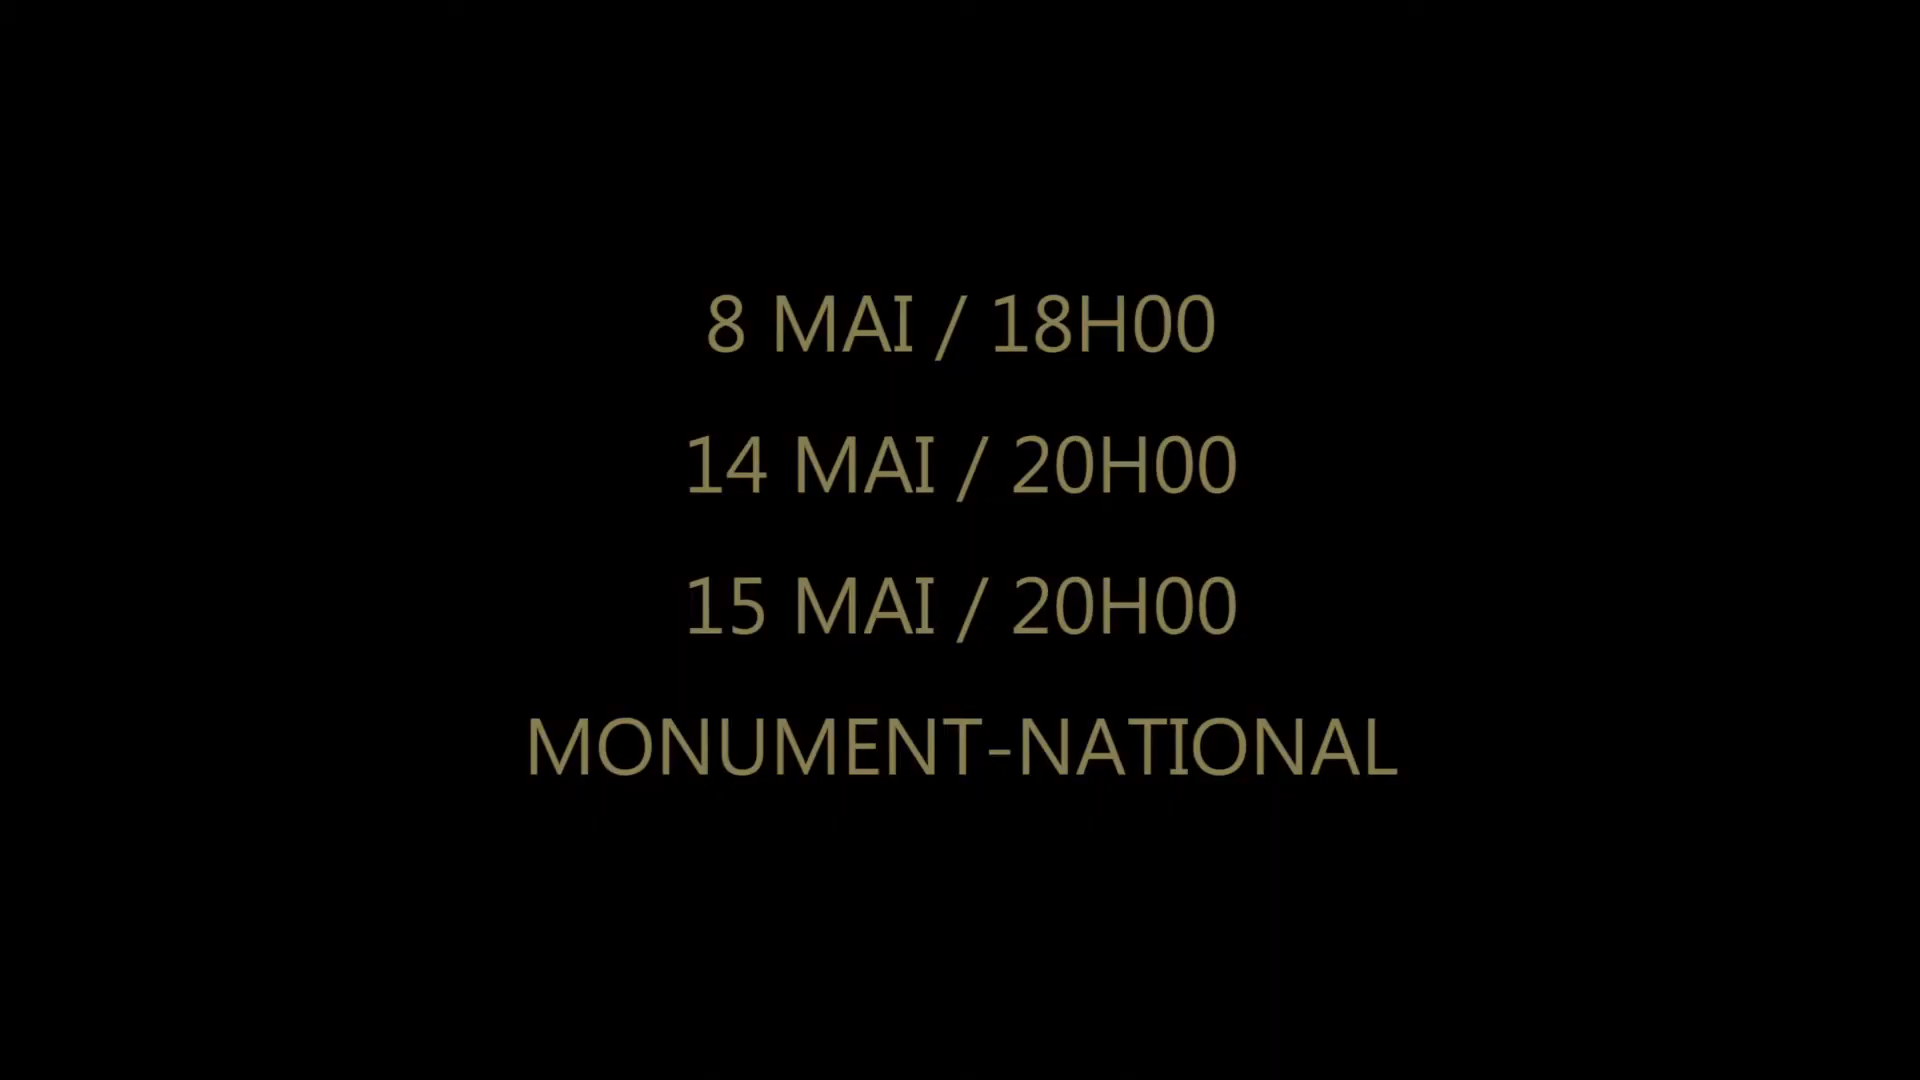 8 MAI / 18H00
14 MAI / 20H00
15 MAI / 20H00
MONUMENT-NATIONAL